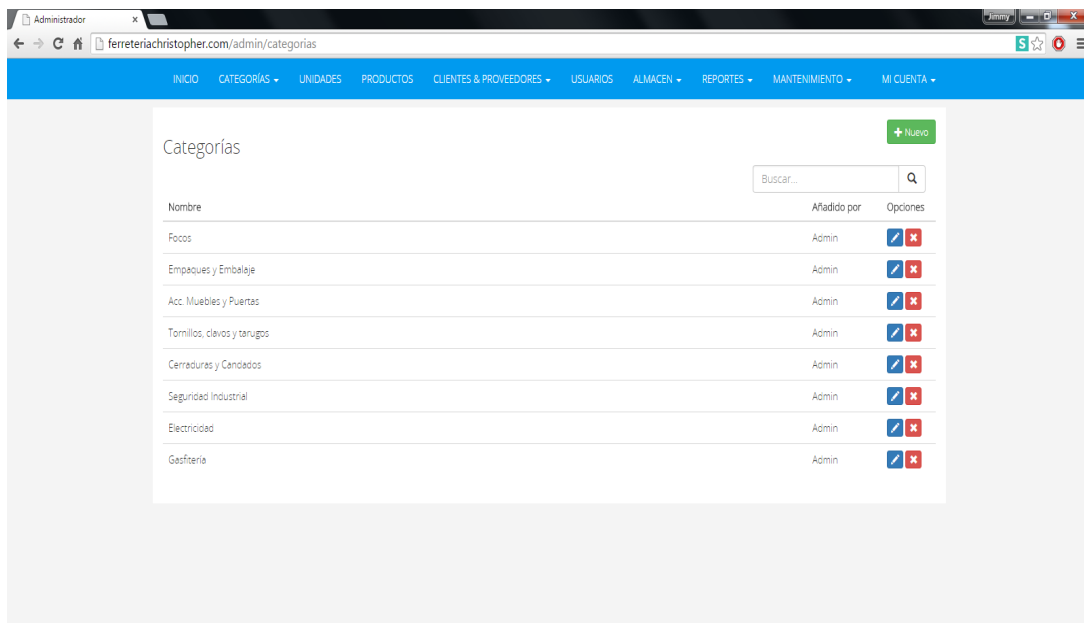 Administrador
Jimmy
ferreteriachristopher.com/admin/categorias
INICIO CATEGORÍAS UNIDADES PRODUCTOS CLIENTES & PROVEEDORES USUARIOS ALMACEN REPORTES MANTENIMIENTO MI CUENTA
Nuevo
Categorías
Buscar...
Nombre Añadido por Opciones
Focos Admin
Empaques y Embalaje Admin
Acc. Muebles y Puertas Admin
Tornillos, clavos y tarugos Admin
Cerraduras y Candados Admin
Seguridad Industrial Admin
Electricidad Admin
Gasfitería Admin